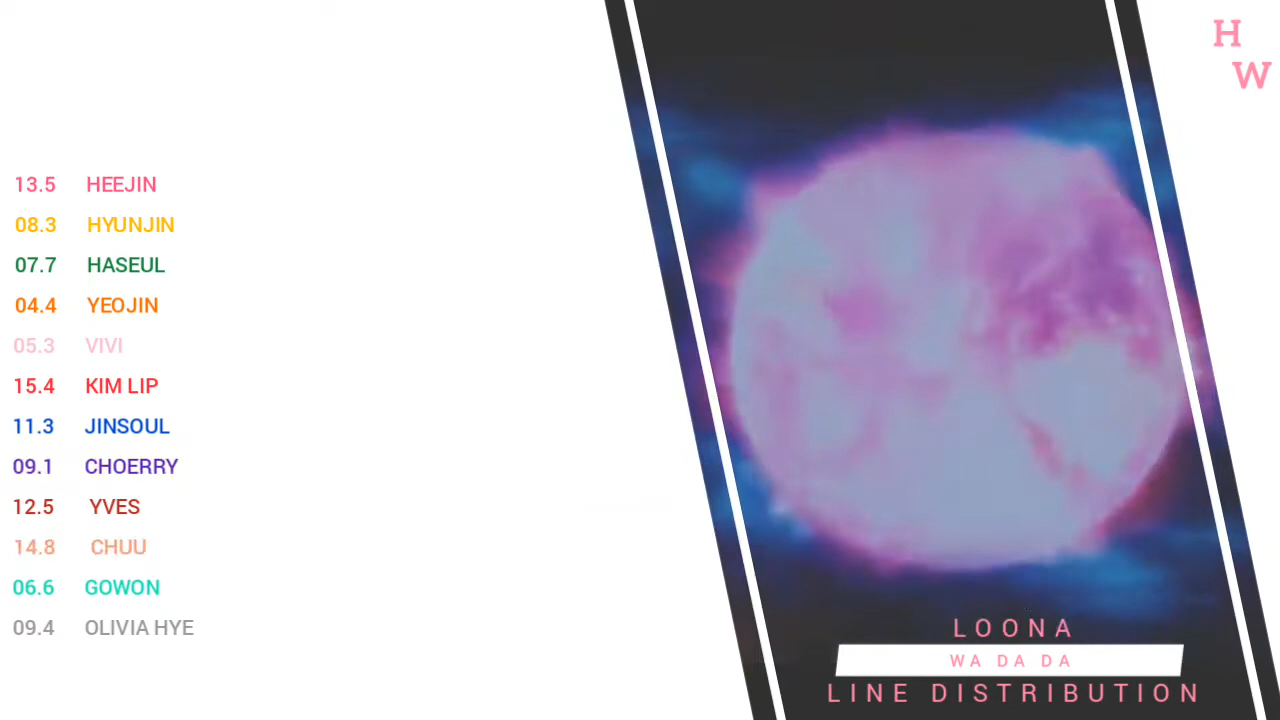 H
W
13.5 HEEJIN
08.3 HYUNJIN
07.7 HASEUL
04.4 YEOJIN
05.3 VIVI
15.4 KIM LIP
11.3 JINSOUL
09.1 CHOERRY
12.5 YVES
14.8 CHUU
06.6 GOWON
09.4 OLIVIA HYE
LOONA
WA DA DA
LINE DISTRIBUTION